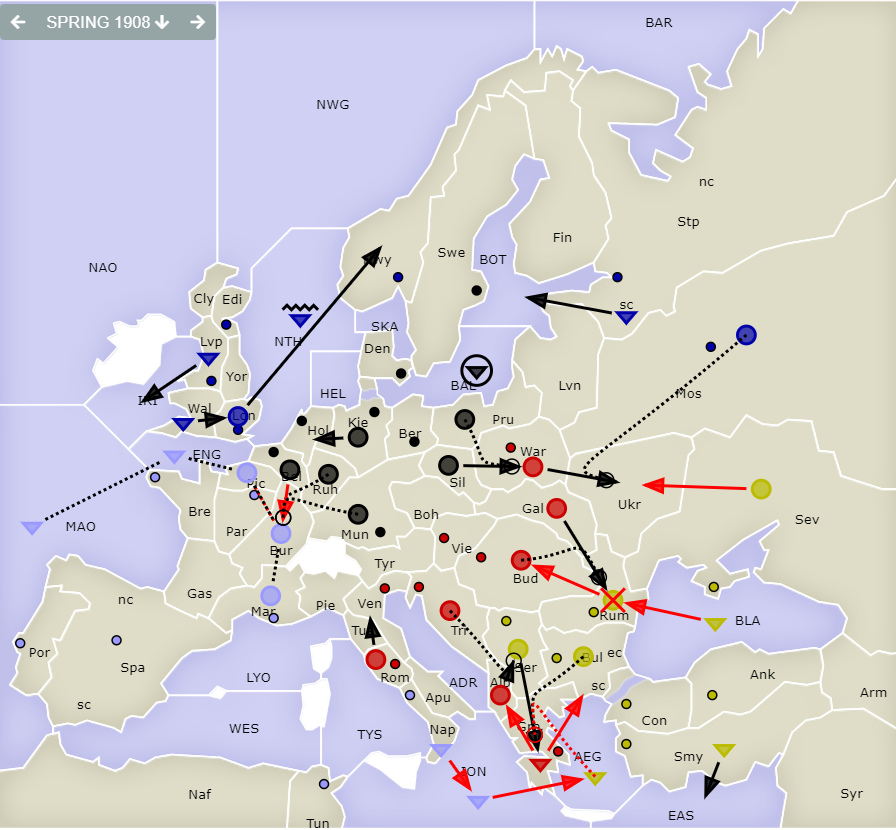 SPRING 1908
BAR
NWG
nc
Stp
Fin
Swe
BOT
NAO
Nwy
Cly Edi
sc
SKA
NTH
Lvp
Den
Yor
BAL
Lvn
Mos
IRI
Wal
HEL
Lon
Kie
Hol
Ber
Pru
War
ENG
Bel
Pic
Ruh
Sil
Ukr
Gal
Sev
MAO
Bre
Par
Mun
Boh
Vie
Bur
Tyr
Bud
nc
Gas
Mar
Pie
Ven
Rum
BLA
Tri
Tus
Por
Spa
Ser
Bul ec
Rom
LYO
ADR
Alb
sc
Ank
Arm
Apu
sc
Con
WES
TYS
Nap
Gre
AEG
Smy
ION
Naf
EAS
Syr
Tun